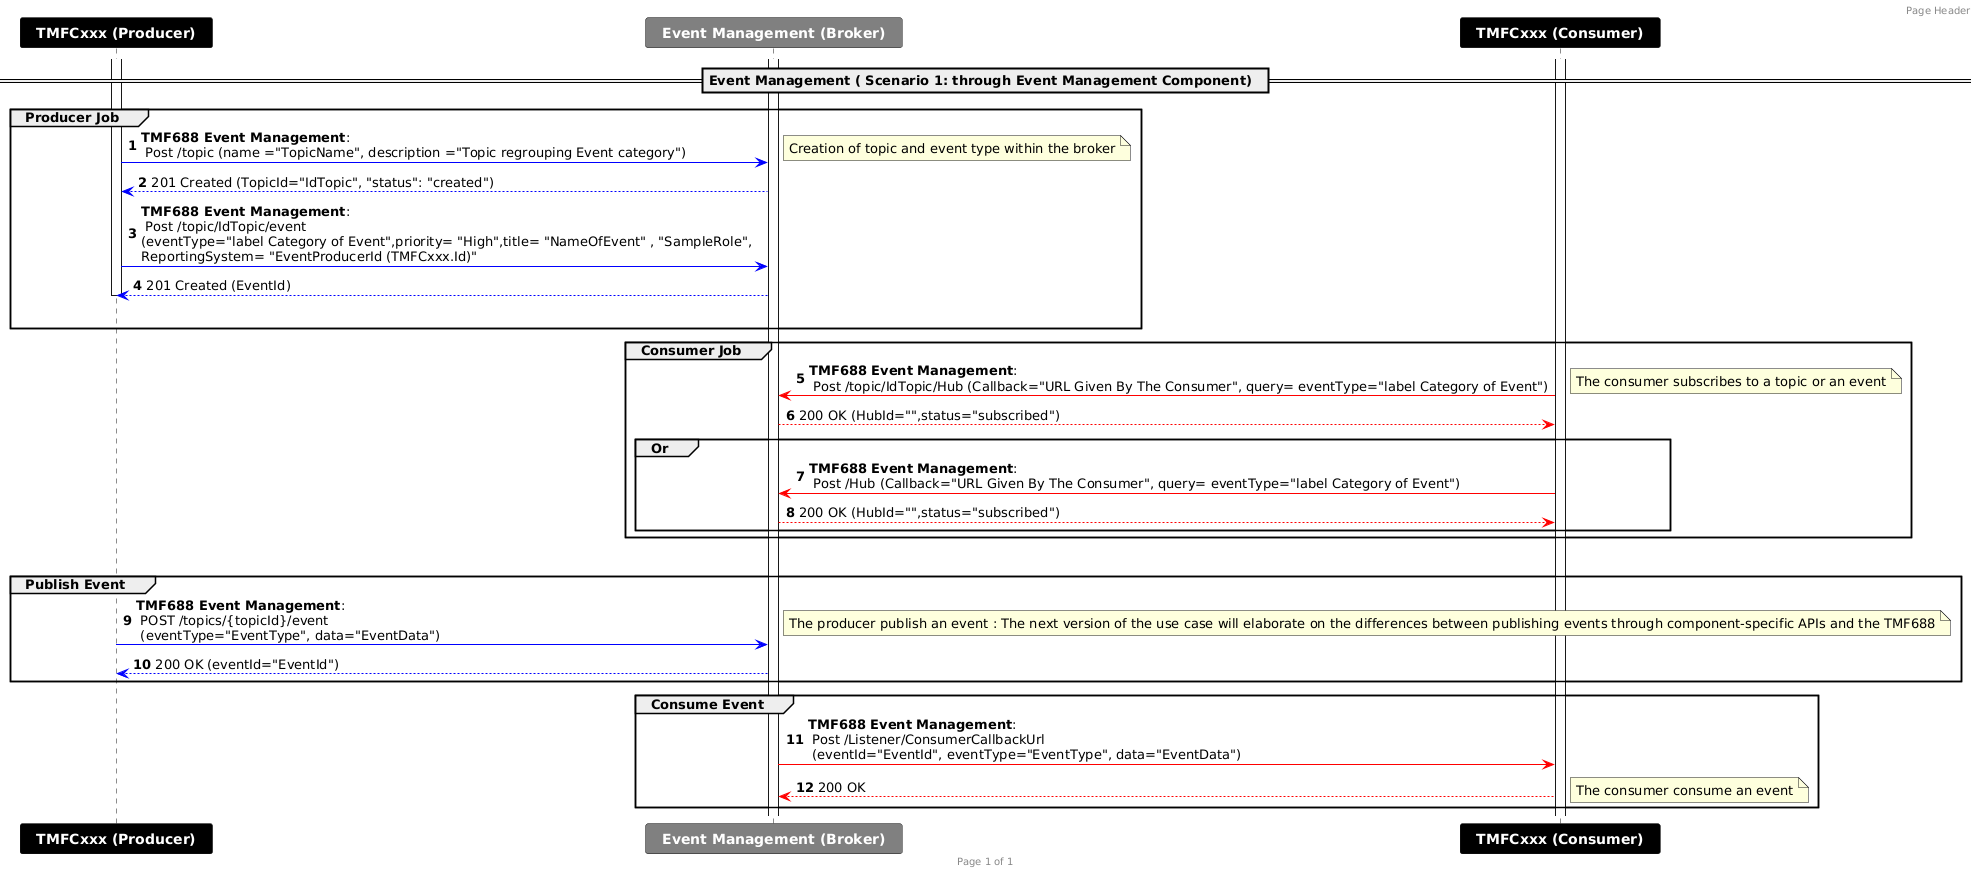 Page Header
TMFCxxx (Producer)
Event Management (Broker)
TMFCxxx (Consumer)
Event Management ( Scenario 1: through Event Management Component)
Producer Job
1 TMF688 Event Management:
Post /topic (name ="TopicName", description ="Topic regrouping Event category")
Creation of topic and event type within the broker
2 201 Created (TopicId="IdTopic", "status": "created")
3 TMF688 Event Management:
Post /topic/IdTopic/event
(eventType="label Category of Event",priority= "High",title= "NameOfEvent" , "SampleRole",
ReportingSystem= "EventProducerId (TMFCxxx.Id)"
4 201 Created (EventId)
Consumer Job
5 TMF688 Event Management:
Post /topic/IdTopic/Hub (Callback="URL Given By The Consumer", query= eventType="label Category of Event")
The consumer subscribes to a topic or an event
6 200 OK (HubId="",status="subscribed")
Or
7 TMF688 Event Management:
Post /Hub (Callback="URL Given By The Consumer", query= eventType="label Category of Event")
8 200 OK (HubId="",status="subscribed")
Publish Event
9 TMF688 Event Management:
POST /topics/{topicId}/event
(eventType="EventType", data="EventData")
The producer publish an event : The next version of the use case will elaborate on the differences between publishing events through component-specific APIs and the TMF688
10 200 OK (eventId="EventId")
Consume Event
11 TMF688 Event Management:
Post /Listener/ConsumerCallbackUrl
(eventId="EventId", eventType="EventType", data="EventData")
12 200 OK
The consumer consume an event
TMFCxxx (Producer)
Event Management (Broker)
TMFCxxx (Consumer)
Page 1 of 1